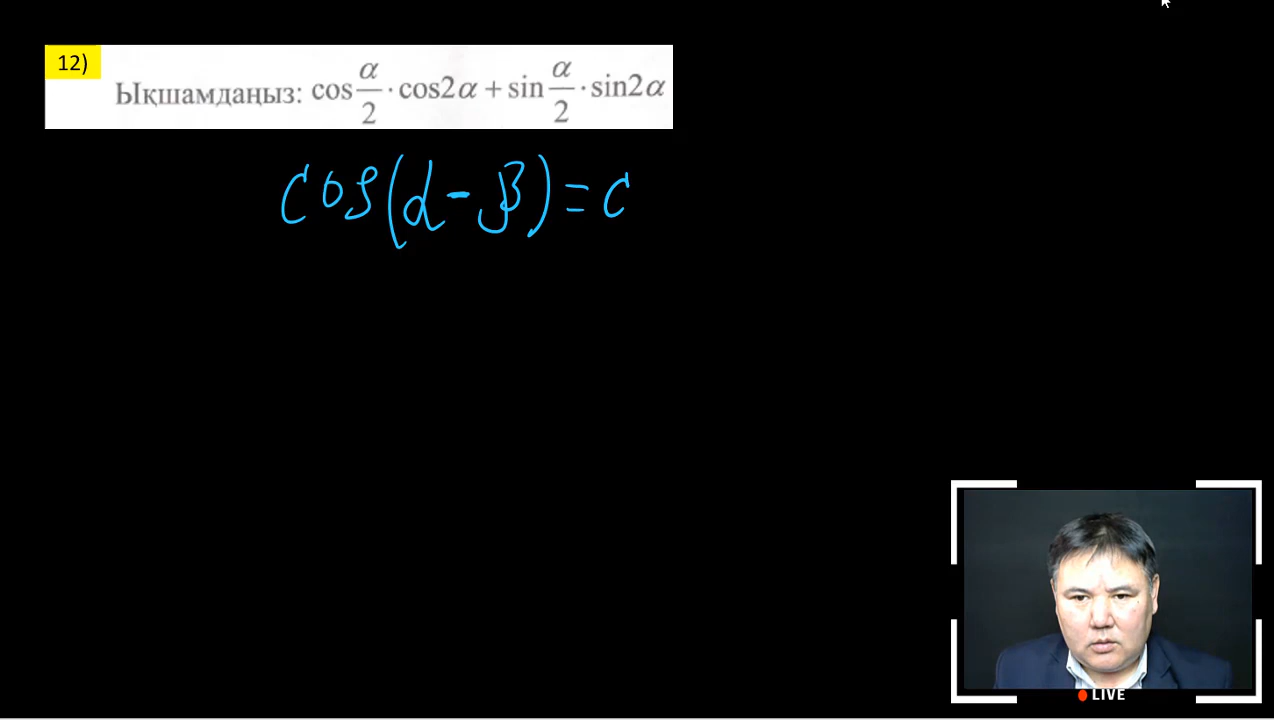 12)
Ықшамдаңыз: cos α/2 · cos2α + sin α/2 · sin2α
cos(α-β)=c
LIVE